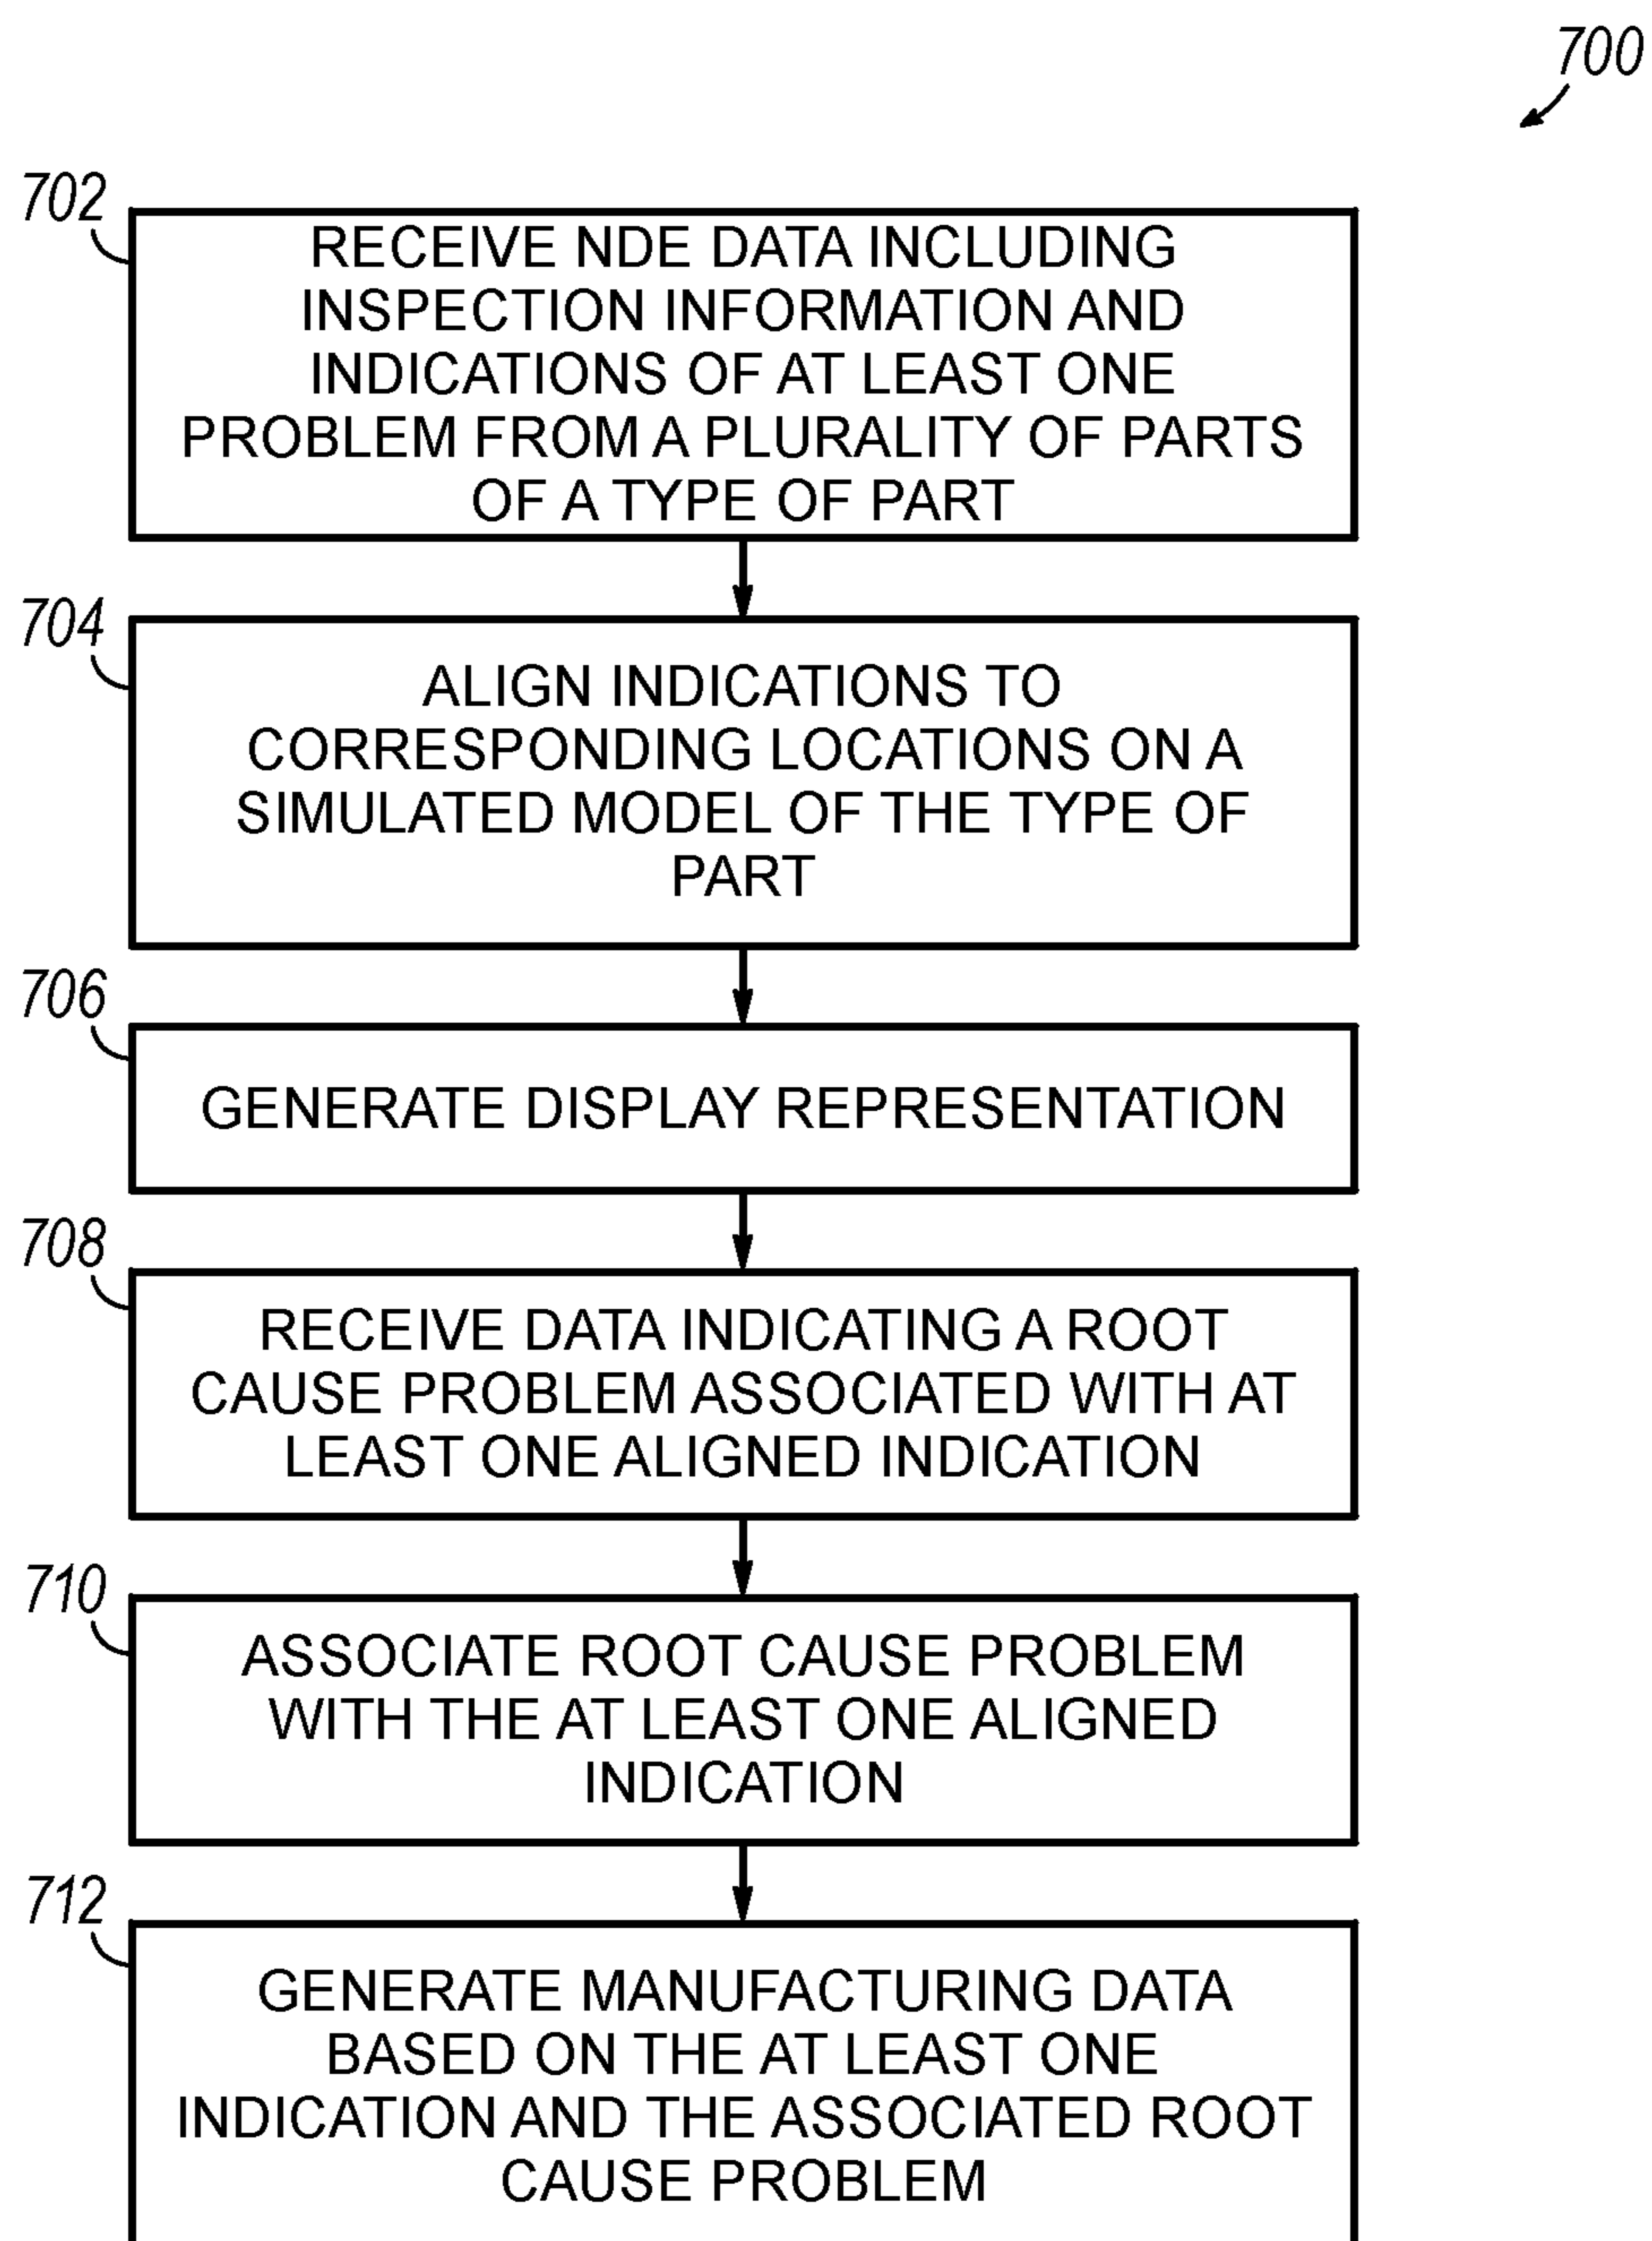 700
702
RECEIVE NDE DATA INCLUDING
INSPECTION INFORMATION AND
INDICATIONS OF AT LEAST ONE
PROBLEM FROM A PLURALITY OF PARTS
OF A TYPE OF PART
704
ALIGN INDICATIONS TO
CORRESPONDING LOCATIONS ON A
SIMULATED MODEL OF THE TYPE OF
PART
706
GENERATE DISPLAY REPRESENTATION
708
RECEIVE DATA INDICATING A ROOT
CAUSE PROBLEM ASSOCIATED WITH AT
LEAST ONE ALIGNED INDICATION
710
ASSOCIATE ROOT CAUSE PROBLEM
WITH THE AT LEAST ONE ALIGNED
INDICATION
712
GENERATE MANUFACTURING DATA
BASED ON THE AT LEAST ONE
INDICATION AND THE ASSOCIATED ROOT
CAUSE PROBLEM